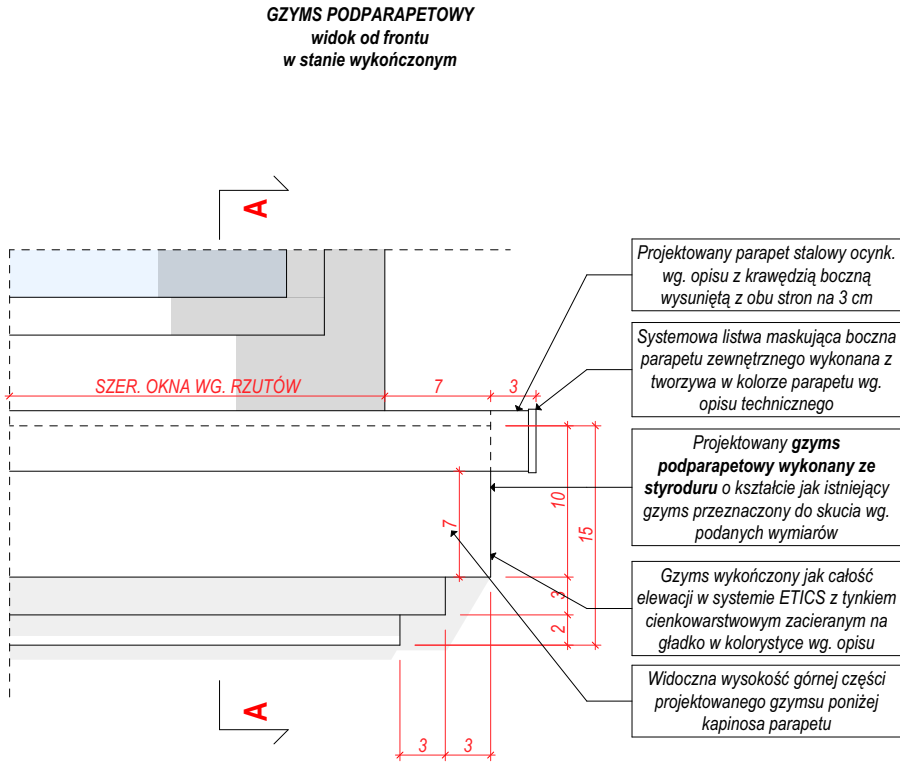 GZYMS PODPARAPETOWY
widok od frontu
w stanie wykończonym
A
Projektowany parapet stalowy ocynk.
wg. opisu z krawędzią boczną
wysuniętą z obu stron na 3 cm
Systemowa listwa maskująca boczna
parapetu zewnętrznego wykonana z
tworzywa w kolorze parapetu wg.
opisu technicznego
SZER. OKNA WG. RZUTÓW
7
3
Projektowany gzyms
podparapetowy wykonany ze
styroduru o kształcie jak istniejący
gzyms przeznaczony do skucia wg.
podanych wymiarów
7
10
15
3
2
Gzyms wykończony jak całość
elewacji w systemie ETICS z tynkiem
cienkowarstwowym zacieranym na
gładko w kolorystyce wg. opisu
Widoczna wysokość górnej części
projektowanego gzymsu poniżej
kapinosa parapetu
A
3
3